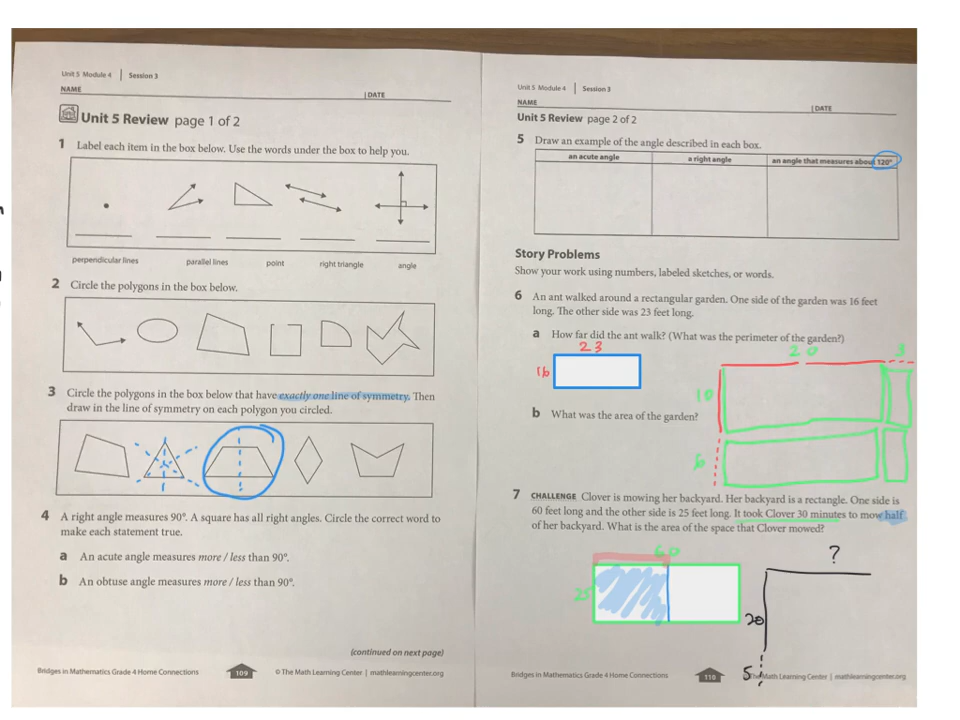 Unit 5 Module 4 | Session 3
NAME | DATE
Unit 5 Review page 1 of 2
1 Label each item in the box below. Use the words under the box to help you.
perpendicular lines parallel lines point right triangle angle
2 Circle the polygons in the box below.
3 Circle the polygons in the box below that have exactly one line of symmetry. Then
draw in the line of symmetry on each polygon you circled.
4 A right angle measures 90°. A square has all right angles. Circle the correct word to
make each statement true.
a An acute angle measures more / less than 90°.
b An obtuse angle measures more / less than 90°.
(continued on next page)
Bridges in Mathematics Grade 4 Home Connections 109 © The Math Learning Center | mathlearningcenter.org
Unit 5 Module 4 | Session 3
NAME | DATE
Unit 5 Review page 2 of 2
5 Draw an example of the angle described in each box.
an acute angle a right angle an angle that measures about 120°
Story Problems
Show your work using numbers, labeled sketches, or words.
6 An ant walked around a rectangular garden. One side of the garden was 16 feet
long. The other side was 23 feet long.
a How far did the ant walk? (What was the perimeter of the garden?)
23
20 3
16
10
b What was the area of the garden?
6
7 CHALLENGE Clover is mowing her backyard. Her backyard is a rectangle. One side is
60 feet long and the other side is 25 feet long. It took Clover 30 minutes to mow half
of her backyard. What is the area of the space that Clover mowed?
60 ?
25
20
5
Bridges in Mathematics Grade 4 Home Connections 110 The Math Learning Center | mathlearningcenter.org